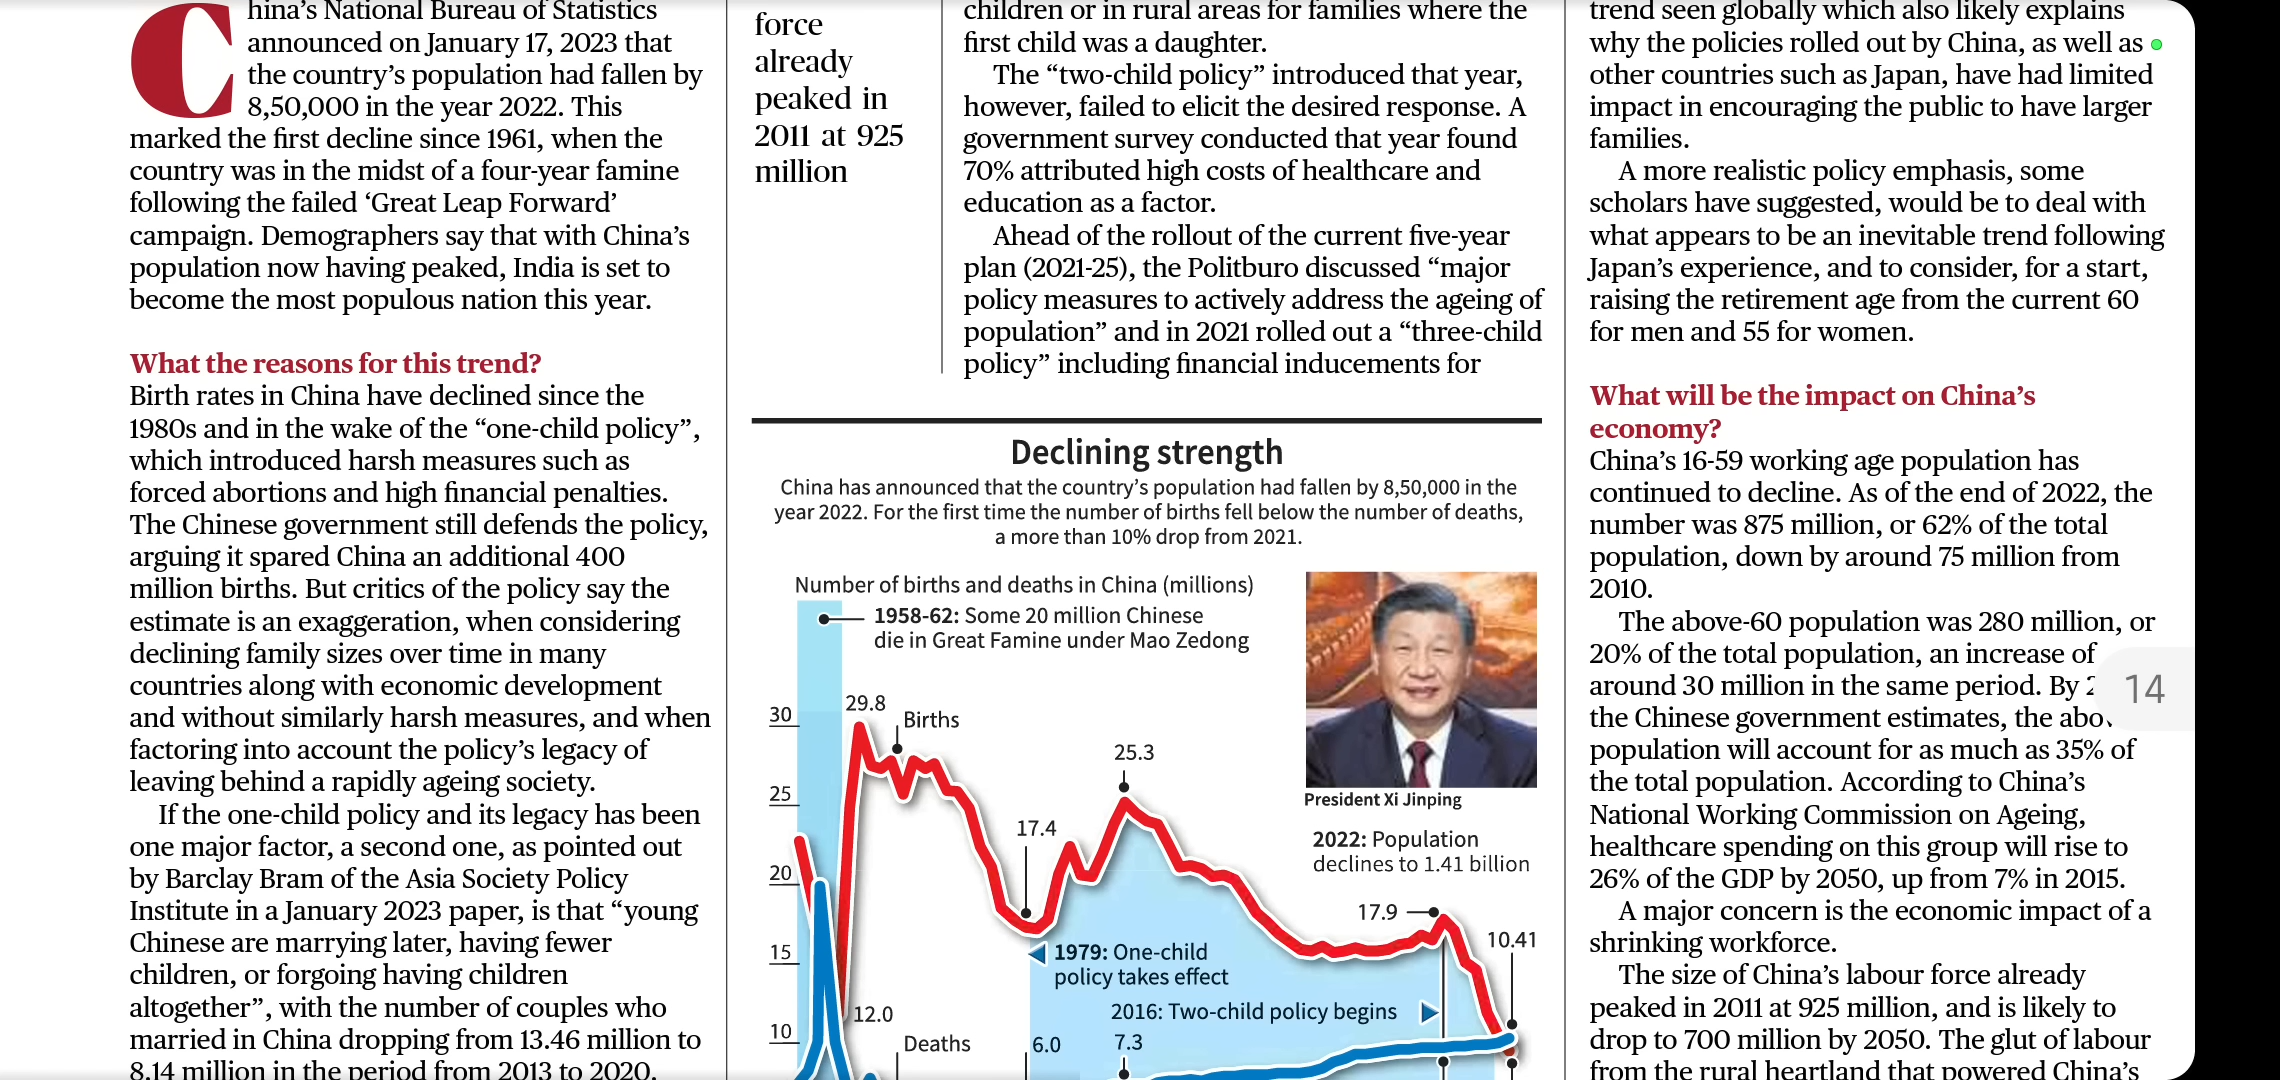 China's National Bureau of Statistics
announced on January 17, 2023 that
the country's population had fallen by
8,50,000 in the year 2022. This
marked the first decline since 1961, when the
country was in the midst of a four-year famine
following the failed ‘Great Leap Forward’
campaign. Demographers say that with China’s
population now having peaked, India is set to
become the most populous nation this year.
What the reasons for this trend?
Birth rates in China have declined since the
1980s and in the wake of the “one-child policy”,
which introduced harsh measures such as
forced abortions and high financial penalties.
The Chinese government still defends the policy,
arguing it spared China an additional 400
million births. But critics of the policy say the
estimate is an exaggeration, when considering
declining family sizes over time in many
countries along with economic development
and without similarly harsh measures, and when
factoring into account the policy’s legacy of
leaving behind a rapidly ageing society.
If the one-child policy and its legacy has been
one major factor, a second one, as pointed out
by Barclay Bram of the Asia Society Policy
Institute in a January 2023 paper, is that “young
Chinese are marrying later, having fewer
children, or forgoing having children
altogether”, with the number of couples who
married in China dropping from 13.46 million to
8.14 million in the period from 2013 to 2020.
force
already
peaked in
2011 at 925
million
children or in rural areas for families where the
first child was a daughter.
The “two-child policy” introduced that year,
however, failed to elicit the desired response. A
government survey conducted that year found
70% attributed high costs of healthcare and
education as a factor.
Ahead of the rollout of the current five-year
plan (2021-25), the Politburo discussed “major
policy measures to actively address the ageing of
population” and in 2021 rolled out a “three-child
policy” including financial inducements for
Declining strength
China has announced that the country’s population had fallen by 8,50,000 in the
year 2022. For the first time the number of births fell below the number of deaths,
a more than 10% drop from 2021.
Number of births and deaths in China (millions)
1958-62: Some 20 million Chinese
die in Great Famine under Mao Zedong
30
29.8
Births
25.3
25
President Xi Jinping
17.4
2022: Population
declines to 1.41 billion
20
17.9
10.41
15
1979: One-child
policy takes effect
2016: Two-child policy begins
12.0
10
Deaths
6.0
7.3
trend seen globally which also likely explains
why the policies rolled out by China, as well as
other countries such as Japan, have had limited
impact in encouraging the public to have larger
families.
A more realistic policy emphasis, some
scholars have suggested, would be to deal with
what appears to be an inevitable trend following
Japan’s experience, and to consider, for a start,
raising the retirement age from the current 60
for men and 55 for women.
What will be the impact on China’s
economy?
China’s 16-59 working age population has
continued to decline. As of the end of 2022, the
number was 875 million, or 62% of the total
population, down by around 75 million from
2010.
The above-60 population was 280 million, or
20% of the total population, an increase of
around 30 million in the same period. By
the Chinese government estimates, the
population will account for as much as 35% of
the total population. According to China’s
National Working Commission on Ageing,
healthcare spending on this group will rise to
26% of the GDP by 2050, up from 7% in 2015.
A major concern is the economic impact of a
shrinking workforce.
The size of China’s labour force already
peaked in 2011 at 925 million, and is likely to
drop to 700 million by 2050. The glut of labour
from the rural heartland that powered China’s
14